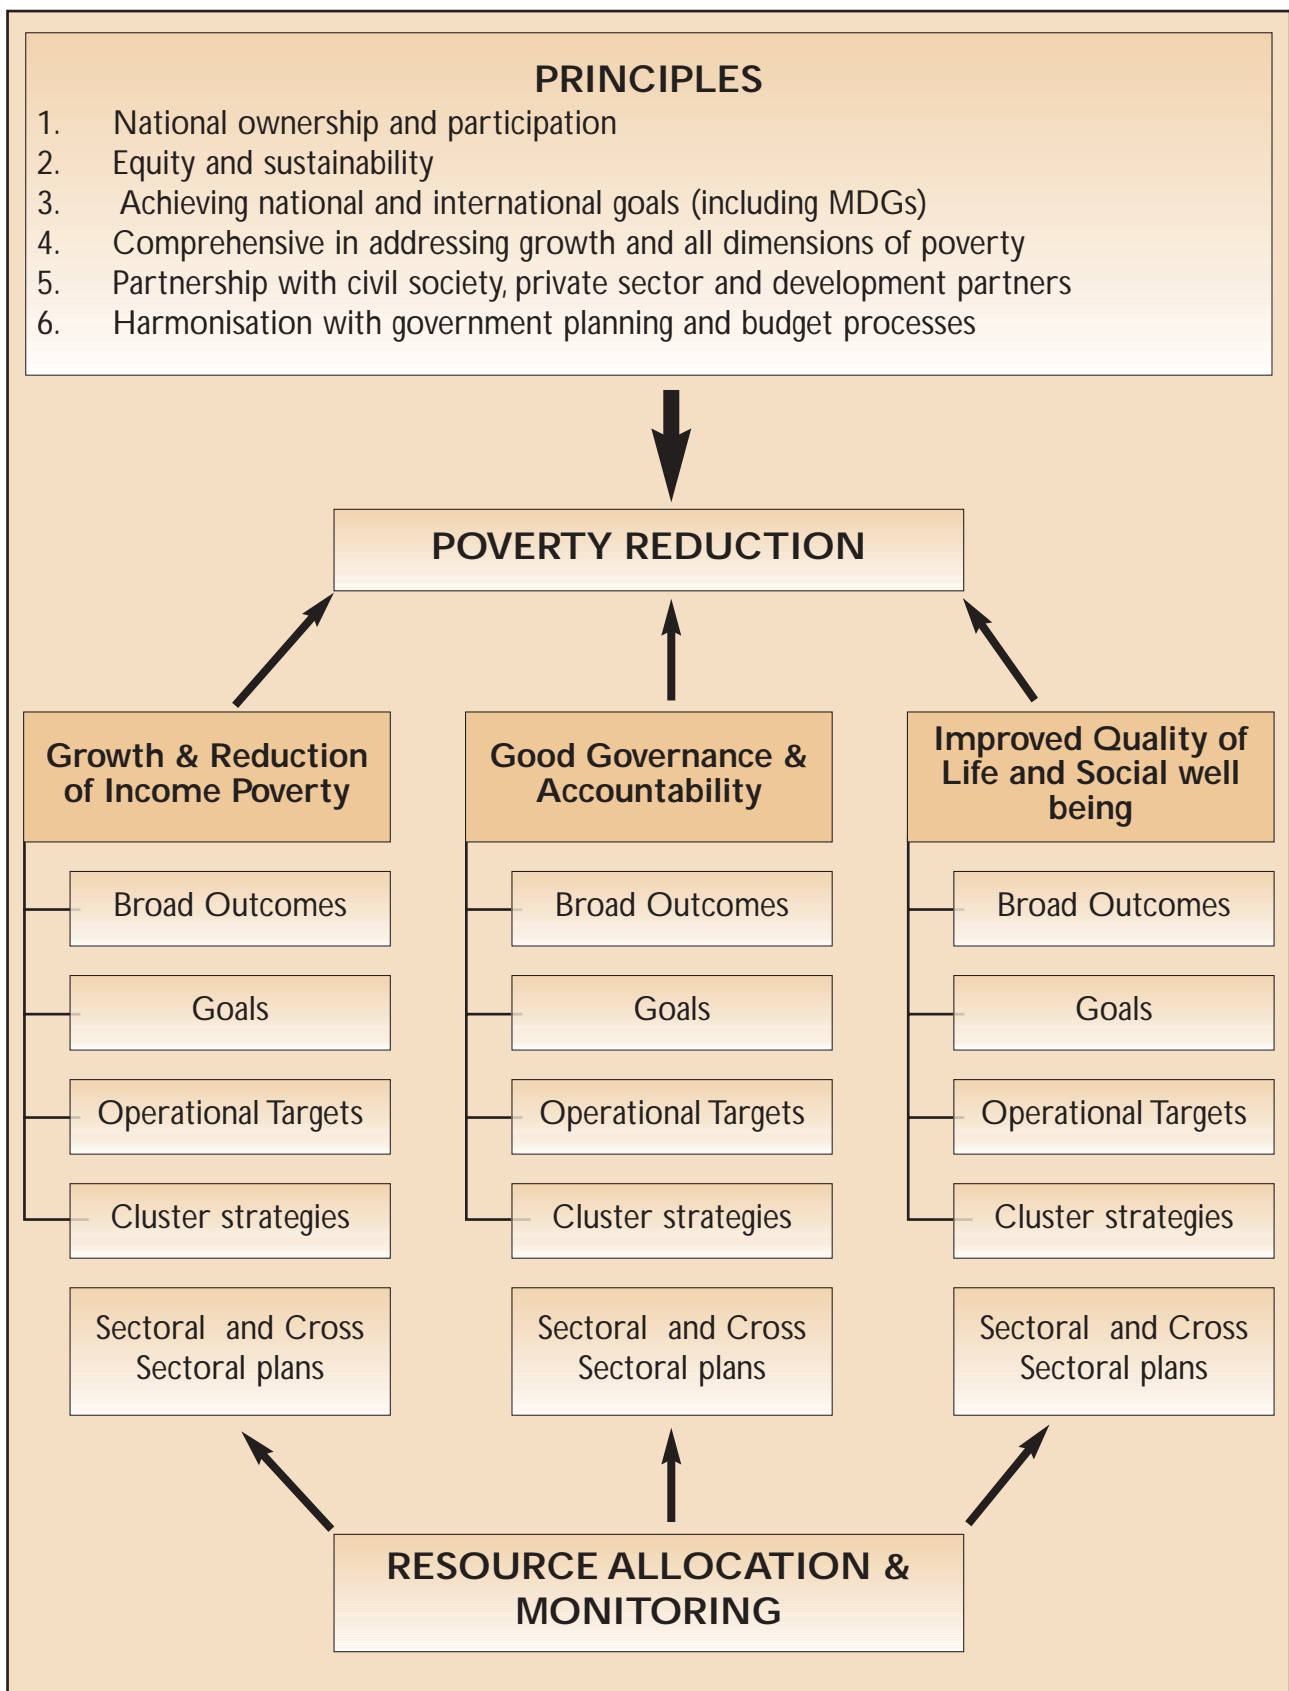 PRINCIPLES
1. National ownership and participation
2. Equity and sustainability
3. Achieving national and international goals (including MDGs)
4. Comprehensive in addressing growth and all dimensions of poverty
5. Partnership with civil society, private sector and development partners
6. Harmonisation with government planning and budget processes
POVERTY REDUCTION
Growth & Reduction
of Income Poverty
Broad Outcomes
Goals
Operational Targets
Cluster strategies
Sectoral and Cross
Sectoral plans
Good Governance &
Accountability
Broad Outcomes
Goals
Operational Targets
Cluster strategies
Sectoral and Cross
Sectoral plans
Improved Quality of
Life and Social well
being
Broad Outcomes
Goals
Operational Targets
Cluster strategies
Sectoral and Cross
Sectoral plans
RESOURCE ALLOCATION &
MONITORING